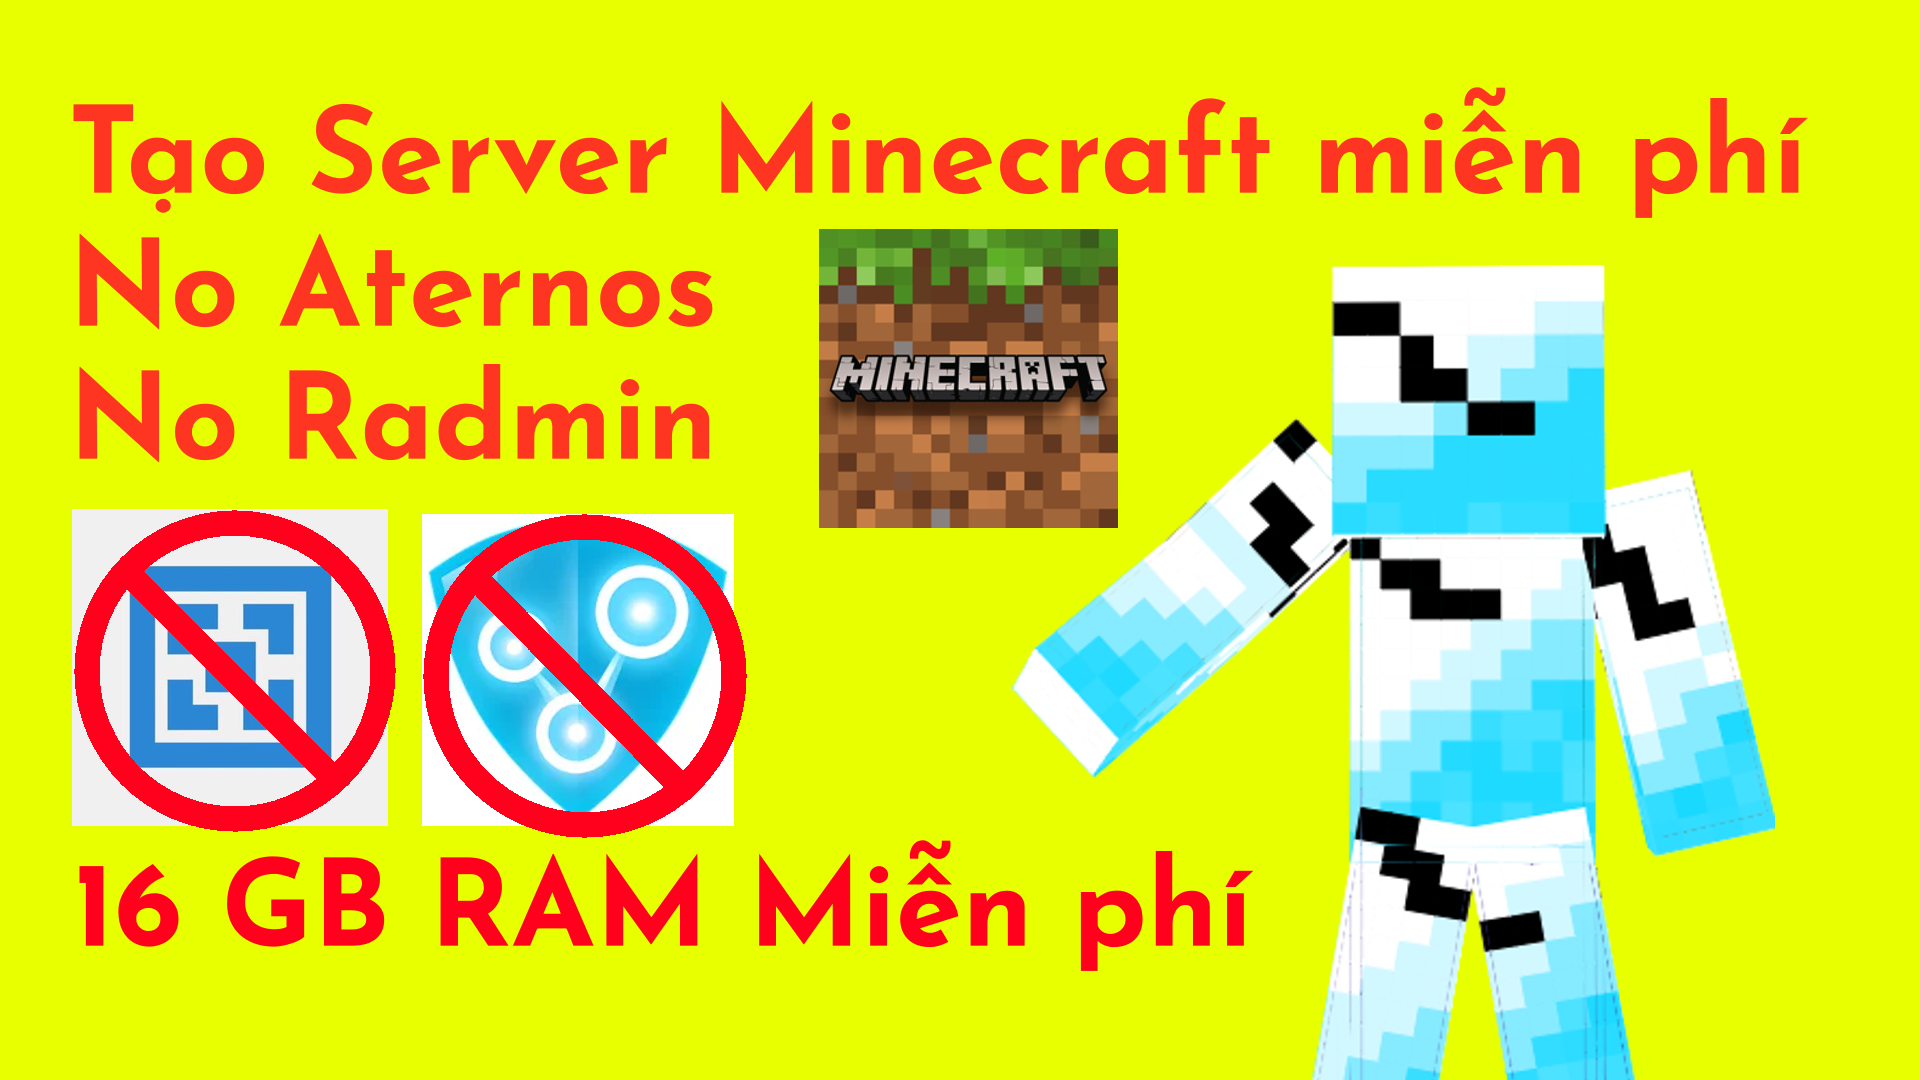 Tạo Server Minecraft miễn phí
No Aternos
No Radmin
MINECRAFT
16 GB RAM Miễn phí